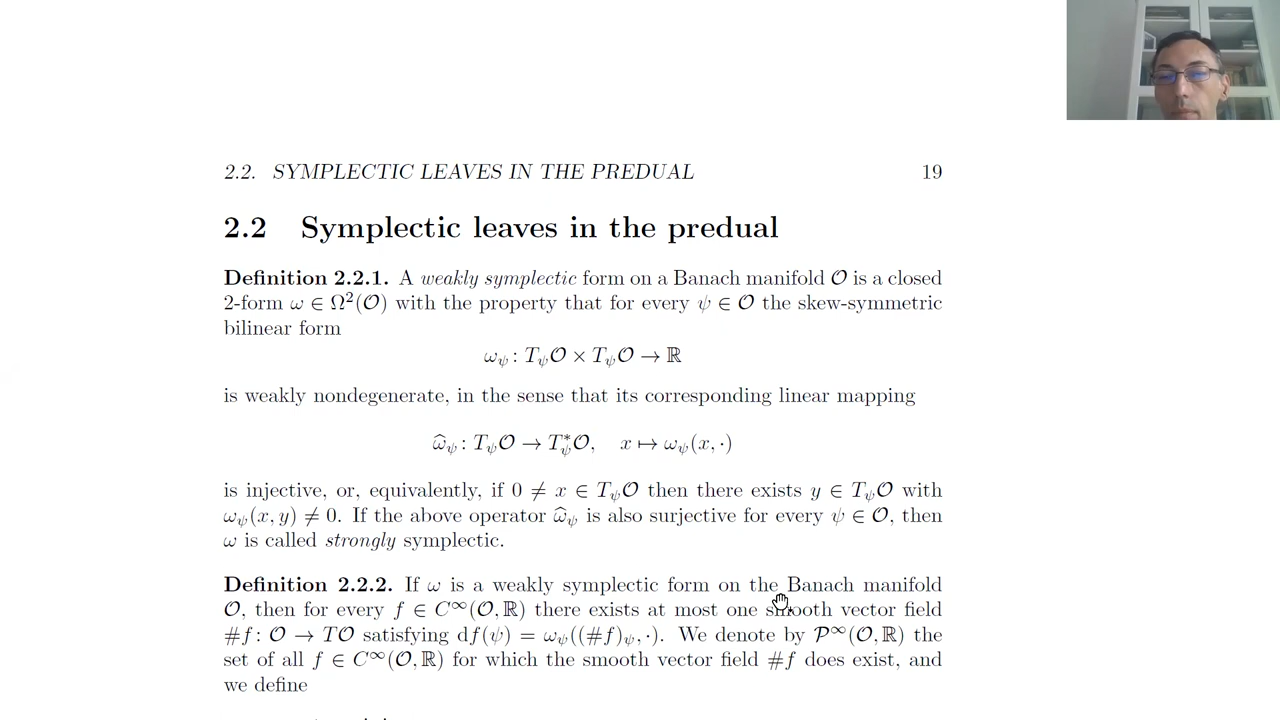 2.2. SYMPLECTIC LEAVES IN THE PREDUAL 19
2.2 Symplectic leaves in the predual
Definition 2.2.1. A weakly symplectic form on a Banach manifold 𝒪 is a closed
2-form ω ∈ Ω²(𝒪) with the property that for every ψ ∈ 𝒪 the skew-symmetric
bilinear form
ω_ψ : T_ψ𝒪 × T_ψ𝒪 → ℝ
is weakly nondegenerate, in the sense that its corresponding linear mapping
ω̂_ψ : T_ψ𝒪 → T*_ψ𝒪, x ↦ ω_ψ(x, ·)
is injective, or, equivalently, if 0 ≠ x ∈ T_ψ𝒪 then there exists y ∈ T_ψ𝒪 with
ω_ψ(x, y) ≠ 0. If the above operator ω̂_ψ is also surjective for every ψ ∈ 𝒪, then
ω is called strongly symplectic.
Definition 2.2.2. If ω is a weakly symplectic form on the Banach manifold
𝒪, then for every f ∈ C^∞(𝒪, ℝ) there exists at most one smooth vector field
#f : 𝒪 → T𝒪 satisfying df(ψ) = ω_ψ((#f)_ψ, ·). We denote by 𝒫^∞(𝒪, ℝ) the
set of all f ∈ C^∞(𝒪, ℝ) for which the smooth vector field #f does exist, and
we define